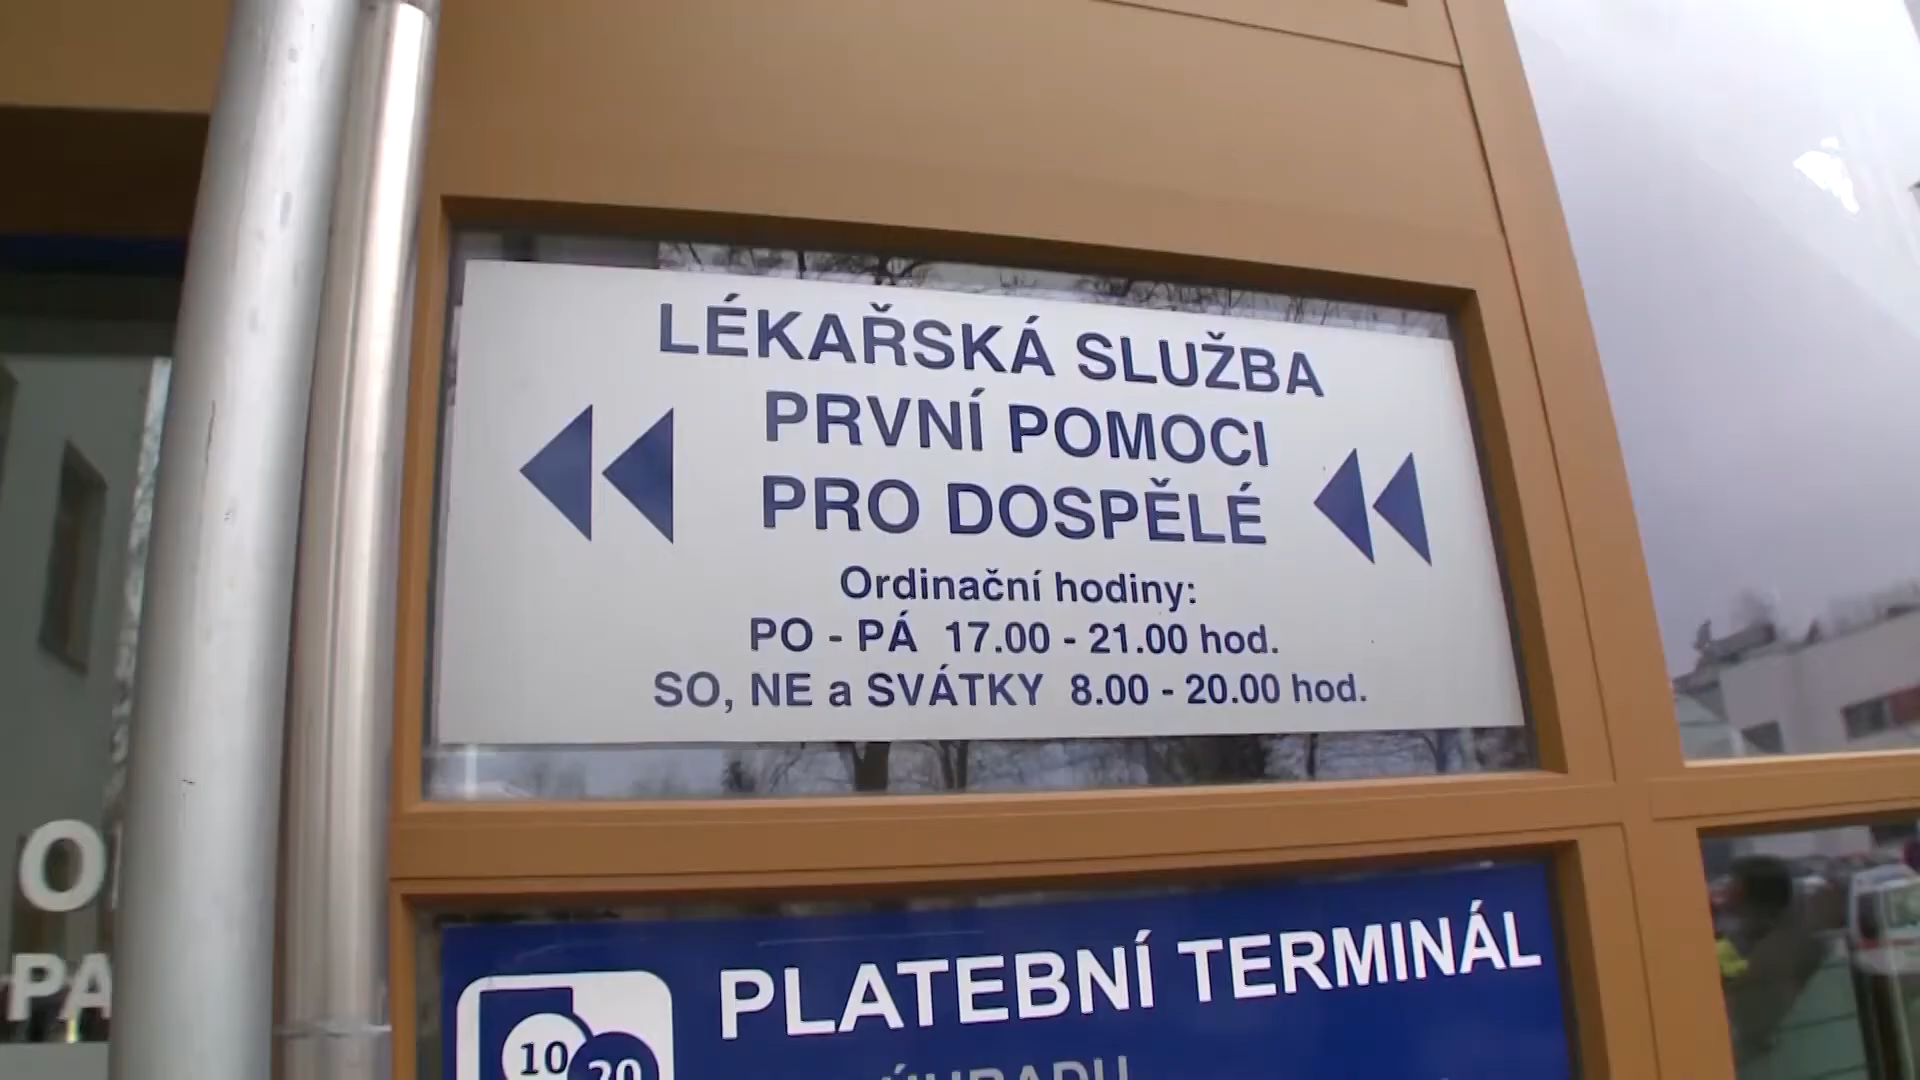 LÉKAŘSKÁ SLUŽBA
PRVNÍ POMOCI
PRO DOSPĚLÉ
Ordinační hodiny:
PO - PÁ 17.00 - 21.00 hod.
SO, NE a SVÁTKY 8.00 - 20.00 hod.
PLATEBNÍ TERMINÁL
10
20